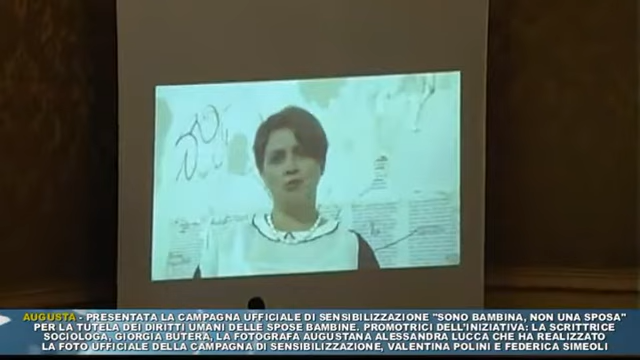 AUGUSTA - PRESENTATA LA CAMPAGNA UFFICIALE DI SENSIBILIZZAZIONE "SONO BAMBINA, NON UNA SPOSA"
PER LA TUTELA DEI DIRITTI UMANI DELLE SPOSE BAMBINE. PROMOTRICI DELL'INIZIATIVA: LA SCRITTRICE
SOCIOLOGA, GIORGIA BUTERA, LA FOTOGRAFA AUGUSTANA ALESSANDRA LUCCA CHE HA REALIZZATO
LA FOTO UFFICIALE DELLA CAMPAGNA DI SENSIBILIZZAZIONE, VALENTINA POLINI E FEDERICA SIMEOLI